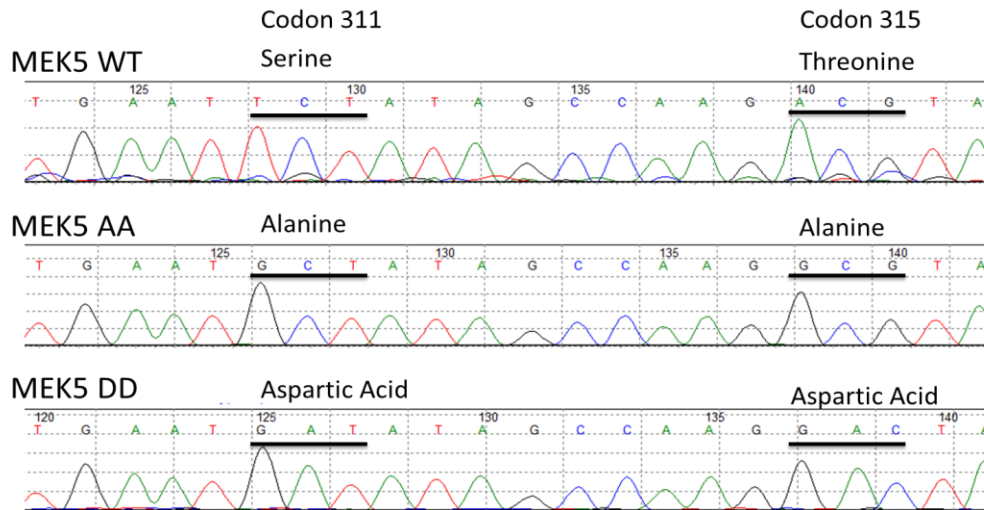 Codon 311 Codon 315
MEK5 WT Serine Threonine
125 130 135 140
T G A A T T C T A T A G C C A A G A C G T A
MEK5 AA Alanine Alanine
125 130 135 140
T G A A T G C T A T A G C C A A G G C G T A
MEK5 DD Aspartic Acid Aspartic Acid
120 125 130 135 140
T G A A T G A T A T A G C C A A G G A C T A